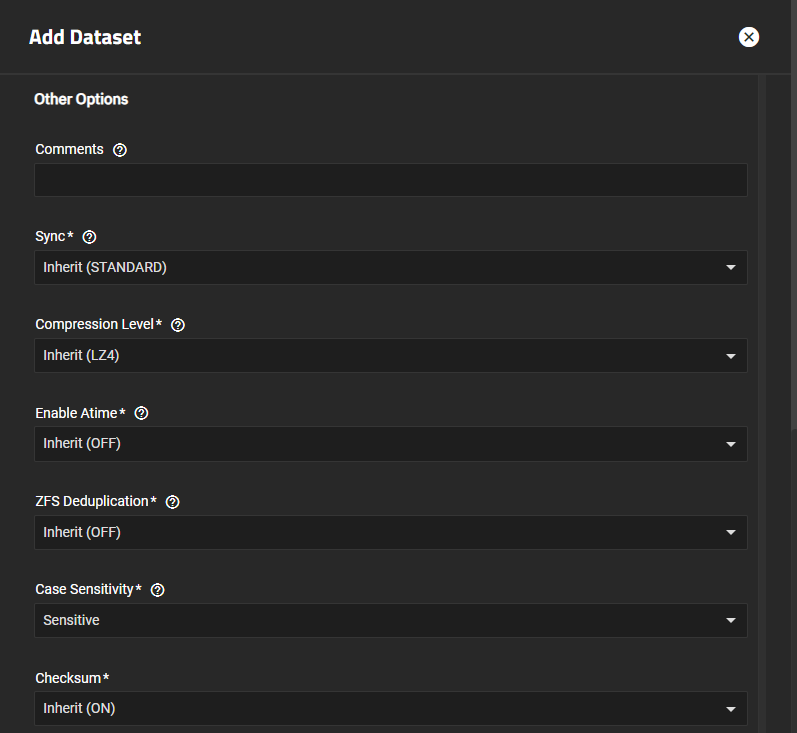 Add Dataset
Other Options
Comments
Sync*
Inherit (STANDARD)
Compression Level*
Inherit (LZ4)
Enable Atime*
Inherit (OFF)
ZFS Deduplication*
Inherit (OFF)
Case Sensitivity*
Sensitive
Checksum*
Inherit (ON)